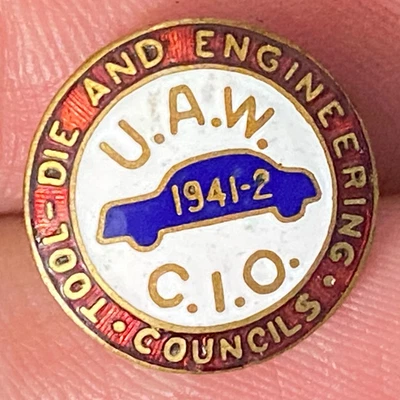 TOOL-DIE AND ENGINEERING·
·COUNCILS·
U.A.W.
1941-2
C.I.O.